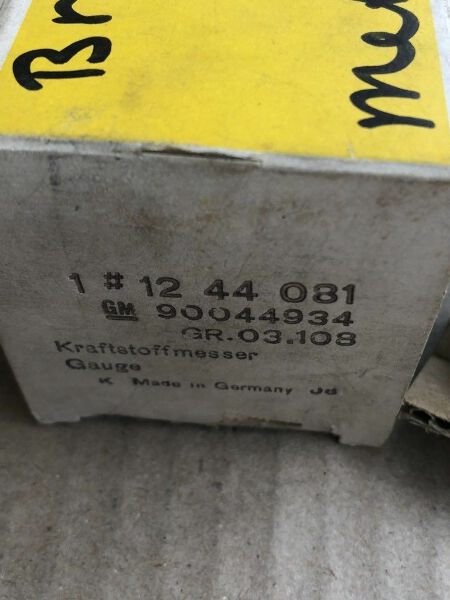 1 # 12 44 081
GM 90044934
GR.03.108
Kraftstoffmesser
Gauge
K Made in Germany Jd